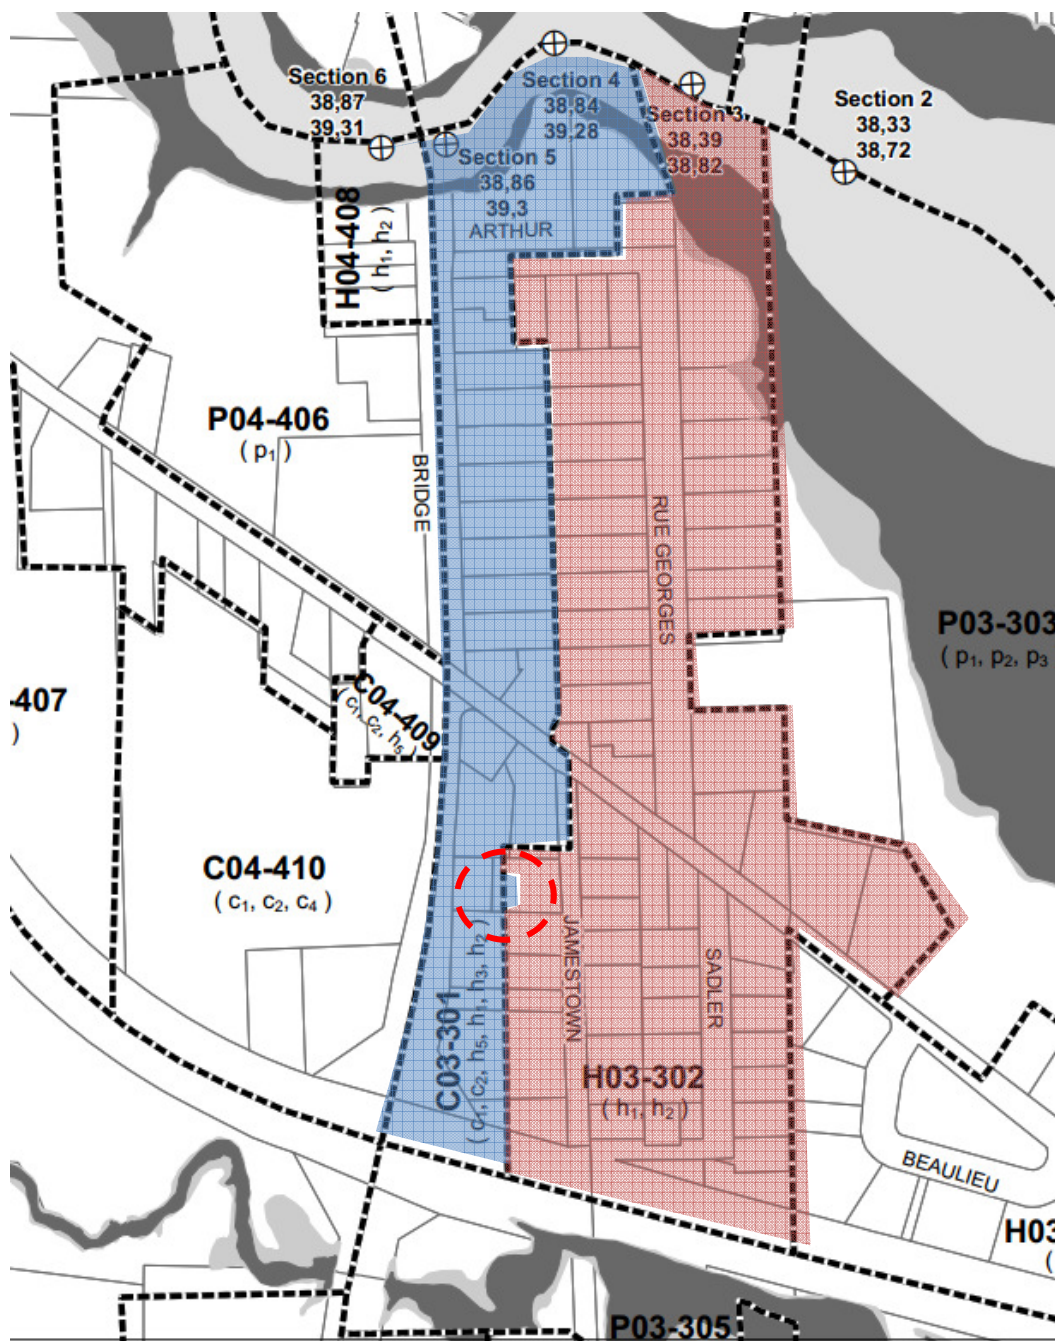 Section 6
38,87
39,31
Section 4
38,84
39,28
Section 3
38,39
38,82
Section 2
38,33
38,72
Section 5
38,86
39,3
ARTHUR
H04-408
( h1, h2 )
P04-406
( p1 )
BRIDGE
RUE GEORGES
P03-303
( p1, p2, p3
-407
)
C04-409
( c1, c2, h5 )
C04-410
( c1, c2, c4 )
C03-301
( c1, c2, h5, h1, h3, h2 )
JAMESTOWN
SADLER
H03-302
( h1, h2 )
BEAULIEU
H03
(
P03-305